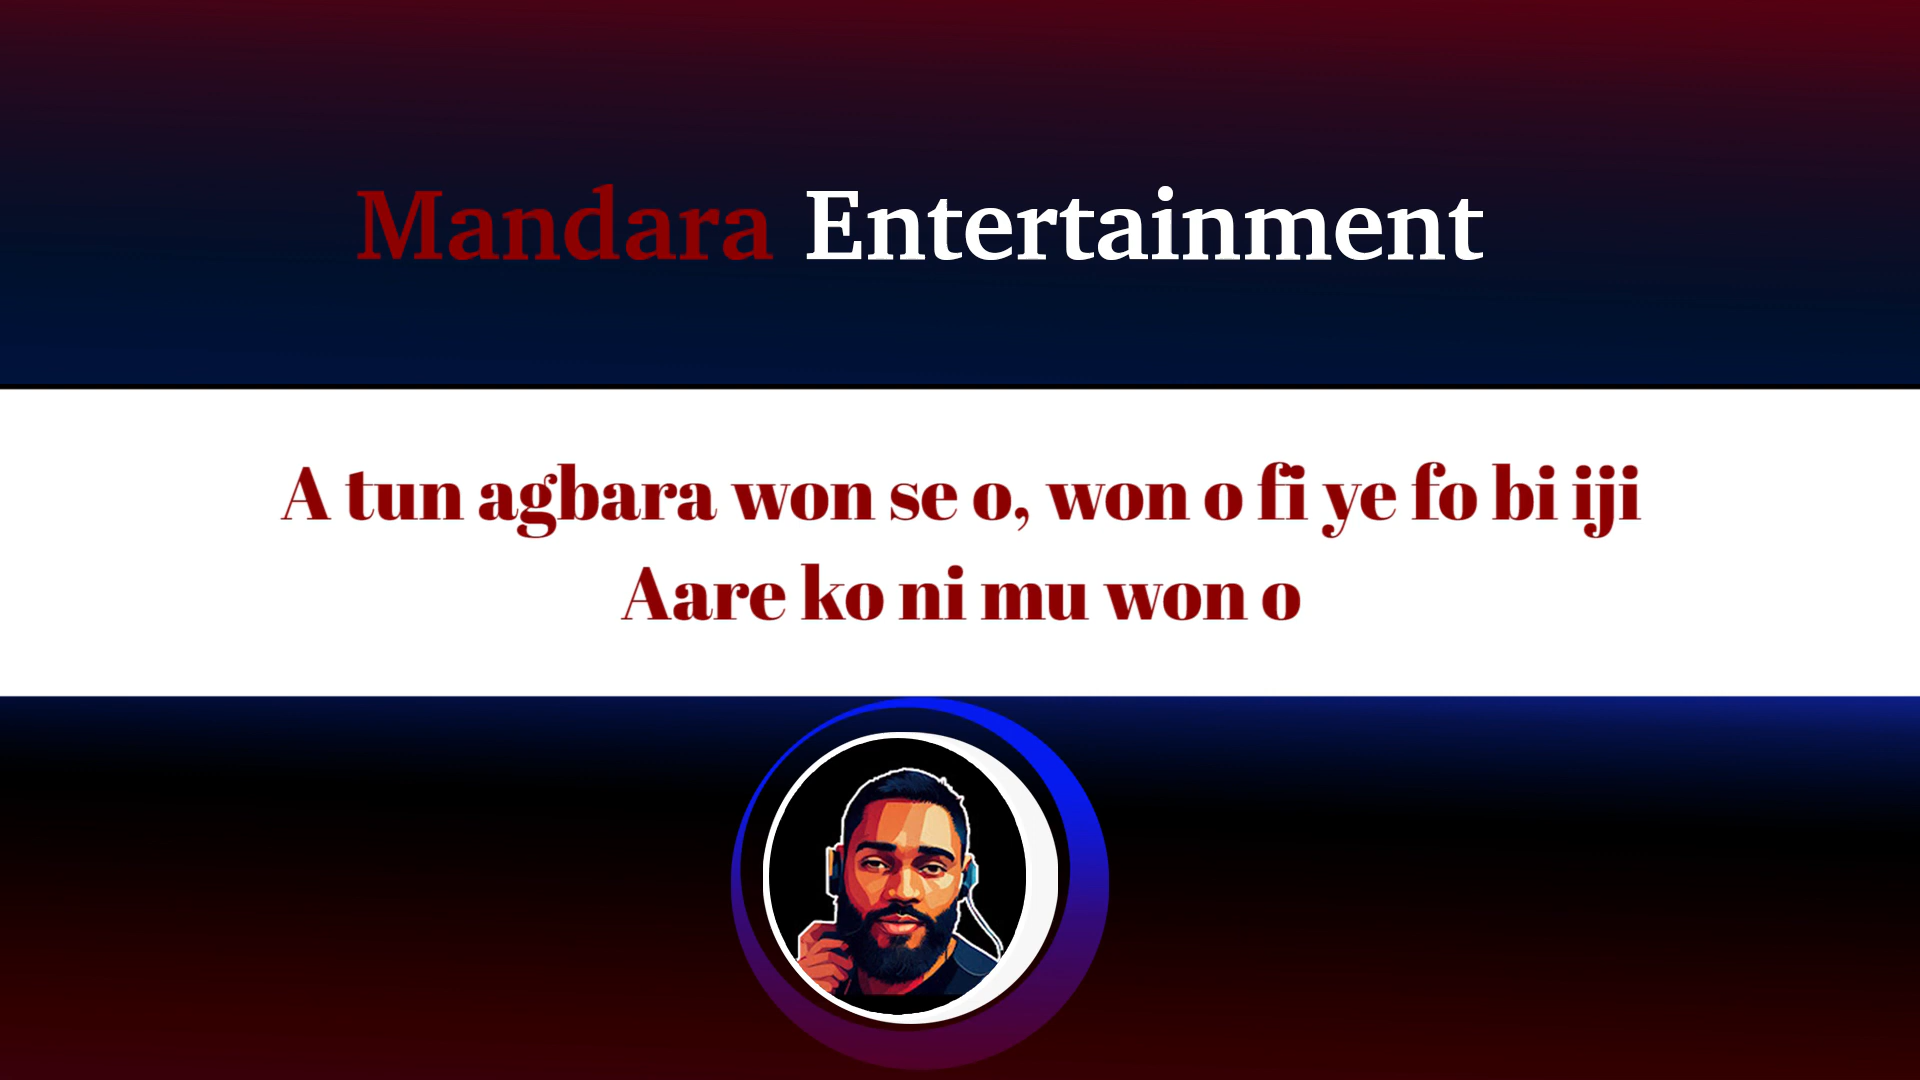 Mandara Entertainment
A tun agbara won se o, won o fi ye fo bi iji
Aare ko ni mu won o